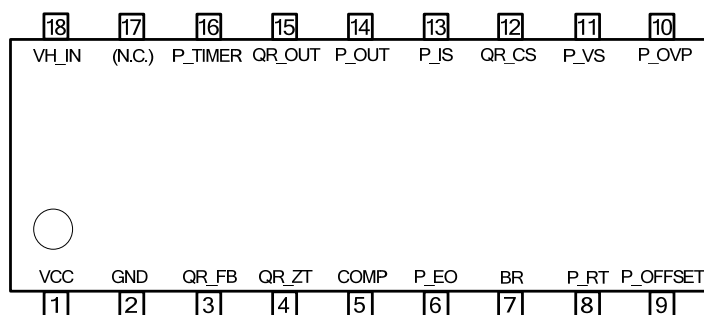 18 17 16 15 14 13 12 11 10
VH_IN (N.C.) P_TIMER QR_OUT P_OUT P_IS QR_CS P_VS P_OVP
VCC GND QR_FB QR_ZT COMP P_EO BR P_RT P_OFFSET
1 2 3 4 5 6 7 8 9